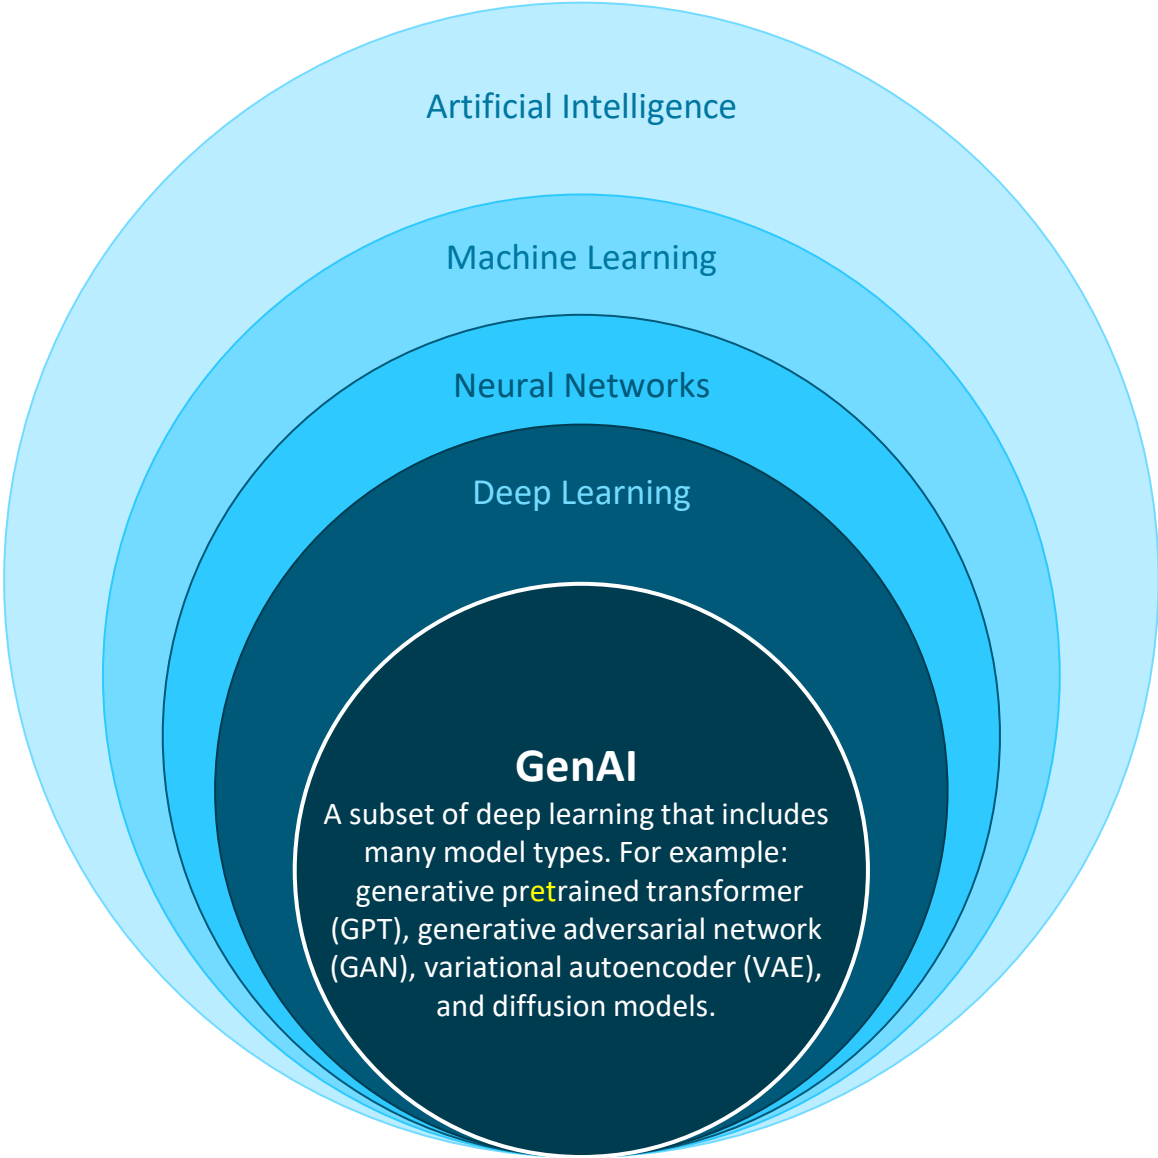 Artificial Intelligence
Machine Learning
Neural Networks
Deep Learning
GenAI
A subset of deep learning that includes
many model types. For example:
generative pretrained transformer
(GPT), generative adversarial network
(GAN), variational autoencoder (VAE),
and diffusion models.